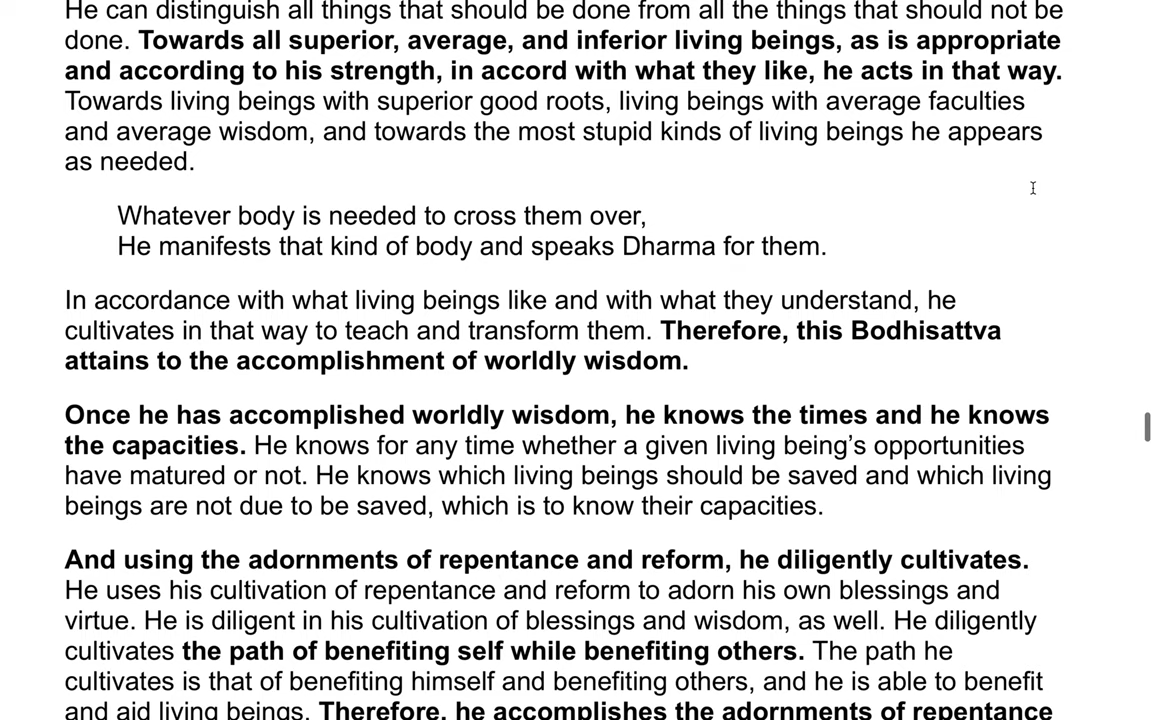 He can distinguish all things that should be done from all the things that should not be
done. Towards all superior, average, and inferior living beings, as is appropriate
and according to his strength, in accord with what they like, he acts in that way.
Towards living beings with superior good roots, living beings with average faculties
and average wisdom, and towards the most stupid kinds of living beings he appears
as needed.
Whatever body is needed to cross them over,
He manifests that kind of body and speaks Dharma for them.
In accordance with what living beings like and with what they understand, he
cultivates in that way to teach and transform them. Therefore, this Bodhisattva
attains to the accomplishment of worldly wisdom.
Once he has accomplished worldly wisdom, he knows the times and he knows
the capacities. He knows for any time whether a given living being’s opportunities
have matured or not. He knows which living beings should be saved and which living
beings are not due to be saved, which is to know their capacities.
And using the adornments of repentance and reform, he diligently cultivates.
He uses his cultivation of repentance and reform to adorn his own blessings and
virtue. He is diligent in his cultivation of blessings and wisdom, as well. He diligently
cultivates the path of benefiting self while benefiting others. The path he
cultivates is that of benefiting himself and benefiting others, and he is able to benefit
and aid living beings. Therefore, he accomplishes the adornments of repentance